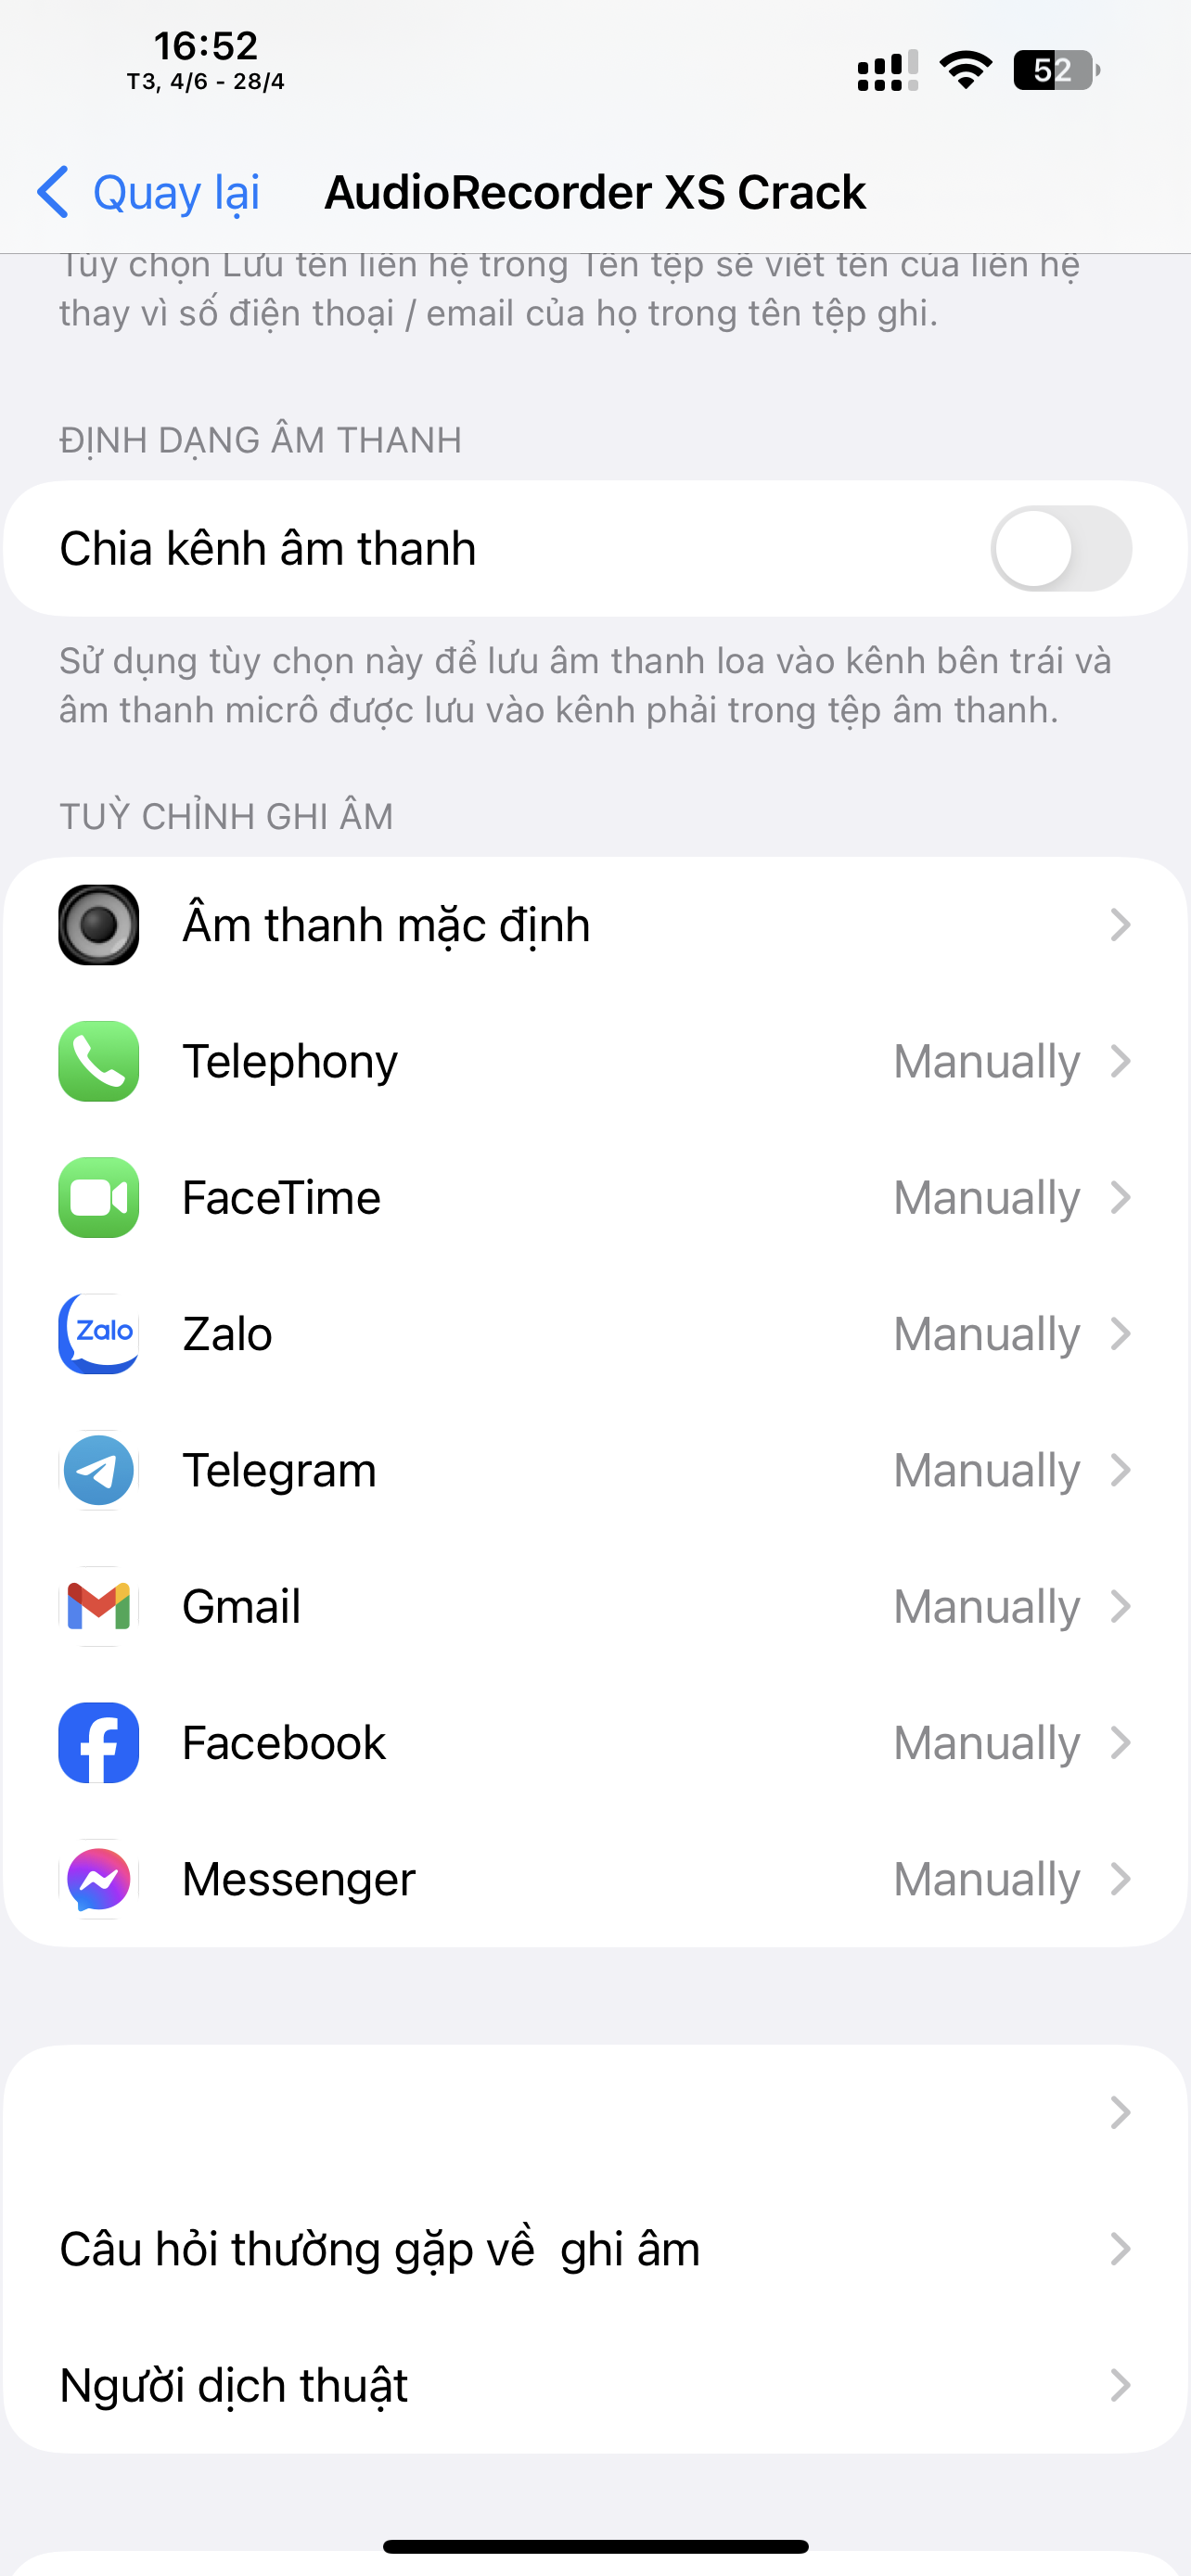 16:52
T3, 4/6 - 28/4
52
Quay lại
AudioRecorder XS Crack
Tùy chọn Lưu tên liên hệ trong Tên tệp sẽ viết tên của liên hệ
thay vì số điện thoại / email của họ trong tên tệp ghi.
ĐỊNH DẠNG ÂM THANH
Chia kênh âm thanh
Sử dụng tùy chọn này để lưu âm thanh loa vào kênh bên trái và
âm thanh micrô được lưu vào kênh phải trong tệp âm thanh.
TUỲ CHỈNH GHI ÂM
Âm thanh mặc định
Telephony Manually
FaceTime Manually
Zalo Zalo Manually
Telegram Manually
Gmail Manually
Facebook Manually
Messenger Manually
Câu hỏi thường gặp về  ghi âm
Người dịch thuật